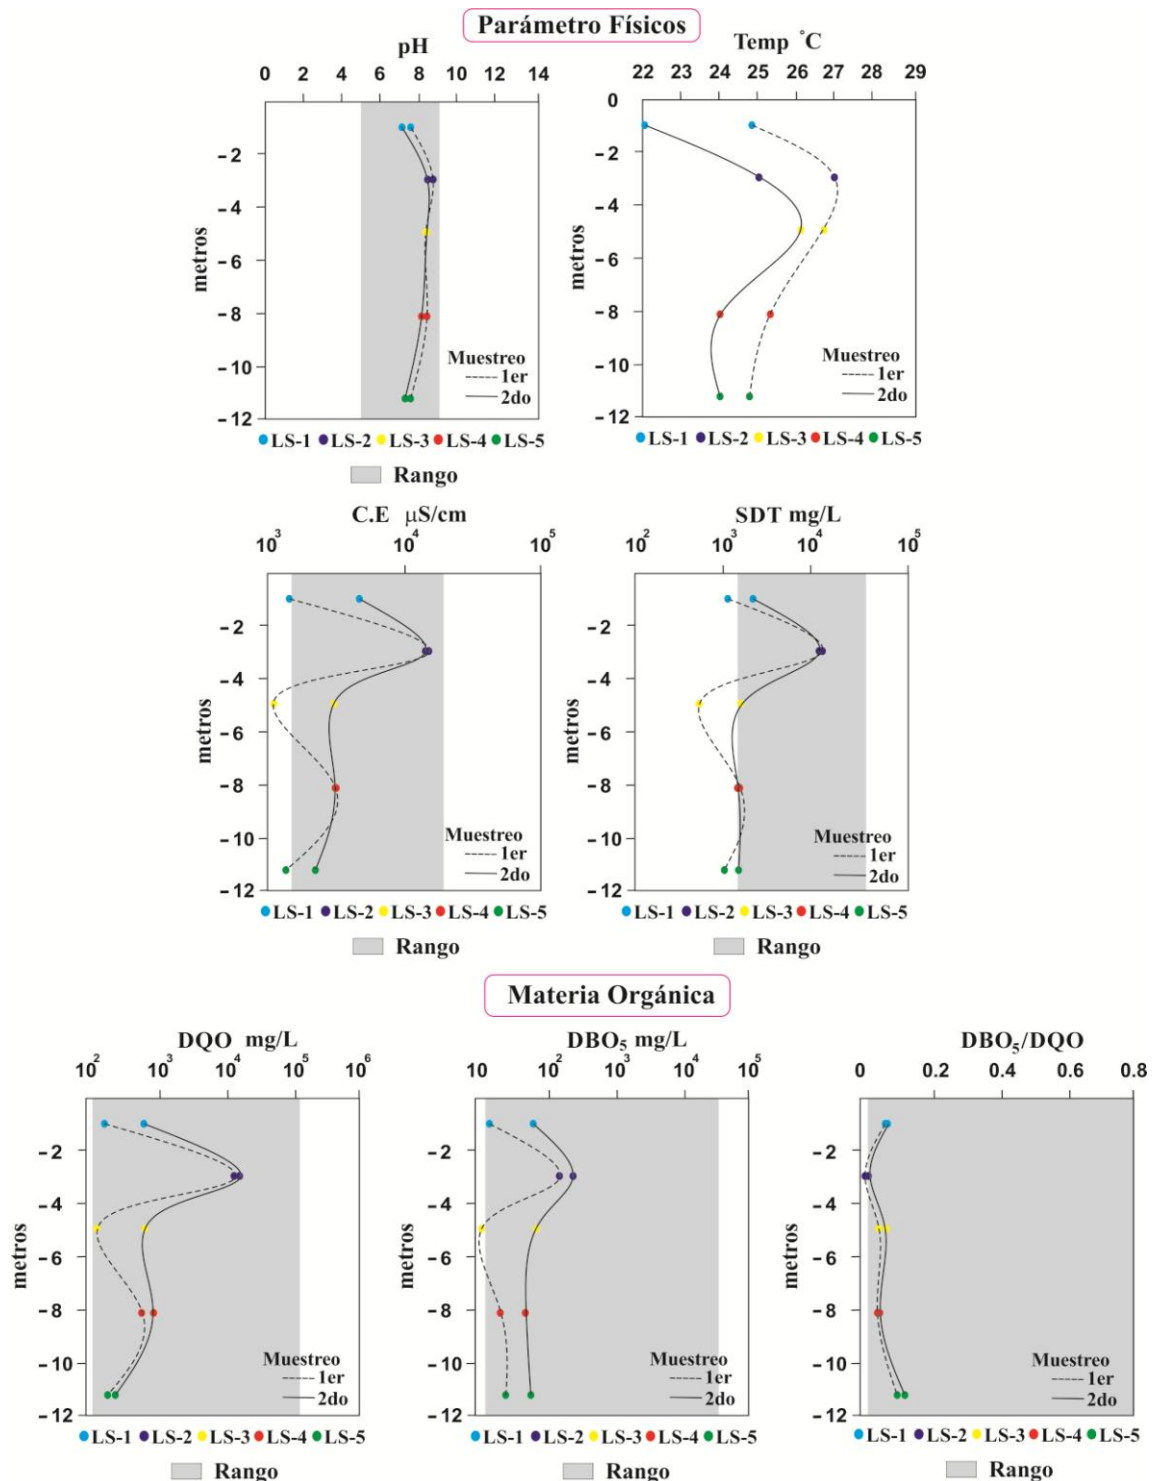 Parámetro Físicos
pH
0 2 4 6 8 10 12 14
metros
-2
-4
-6
-8
-10
-12
Muestreo
1er
2do
LS-1 LS-2 LS-3 LS-4 LS-5
Rango
Temp °C
22 23 24 25 26 27 28 29
metros
0
-2
-4
-6
-8
-10
-12
Muestreo
1er
2do
LS-1 LS-2 LS-3 LS-4 LS-5
C.E µS/cm
10³ 10⁴ 10⁵
metros
-2
-4
-6
-8
-10
-12
Muestreo
1er
2do
LS-1 LS-2 LS-3 LS-4 LS-5
Rango
SDT mg/L
10² 10³ 10⁴ 10⁵
metros
-2
-4
-6
-8
-10
-12
Muestreo
1er
2do
LS-1 LS-2 LS-3 LS-4 LS-5
Rango
Materia Orgánica
DQO mg/L
10² 10³ 10⁴ 10⁵ 10⁶
metros
-2
-4
-6
-8
-10
-12
Muestreo
1er
2do
LS-1 LS-2 LS-3 LS-4 LS-5
Rango
DBO₅ mg/L
10 10² 10³ 10⁴ 10⁵
metros
-2
-4
-6
-8
-10
-12
Muestreo
1er
2do
LS-1 LS-2 LS-3 LS-4 LS-5
Rango
DBO₅/DQO
0 0.2 0.4 0.6 0.8
metros
-2
-4
-6
-8
-10
-12
Muestreo
1er
2do
LS-1 LS-2 LS-3 LS-4 LS-5
Rango